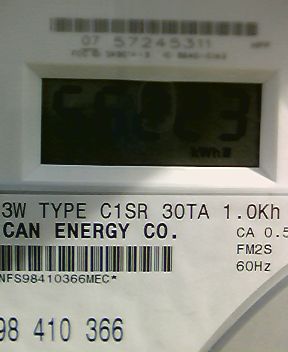 07 57245311
kWh
3W TYPE C1SR 30TA 1.0Kh
CAN ENERGY CO.
CA 0.5
FM2S
60Hz
NFS98410366MEC*
98 410 366